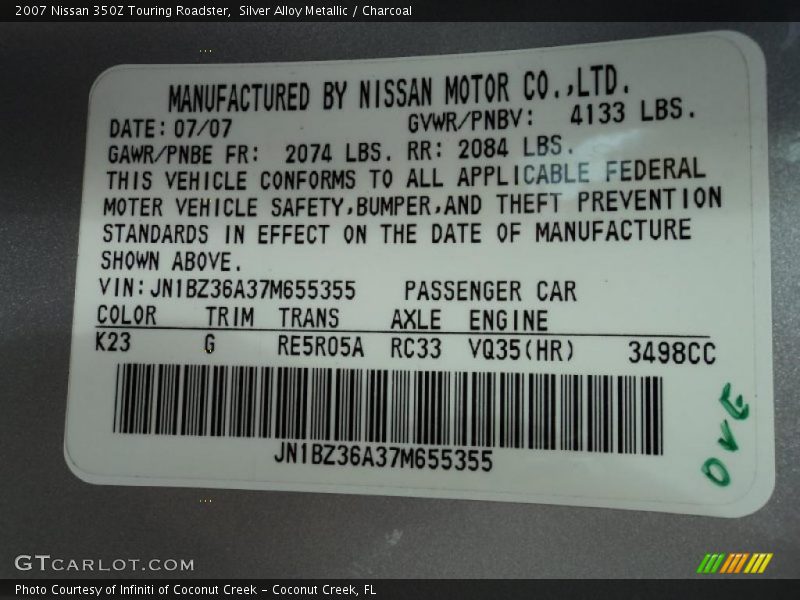 2007 Nissan 350Z Touring Roadster,  Silver Alloy Metallic / Charcoal
MANUFACTURED BY NISSAN MOTOR CO.,LTD.
DATE: 07/07 GVWR/PNBV: 4133 LBS.
GAWR/PNBE FR: 2074 LBS. RR: 2084 LBS.
THIS VEHICLE CONFORMS TO ALL APPLICABLE FEDERAL
MOTER VEHICLE SAFETY,BUMPER,AND THEFT PREVENTION
STANDARDS IN EFFECT ON THE DATE OF MANUFACTURE
SHOWN ABOVE.
VIN:JN1BZ36A37M655355 PASSENGER CAR
COLOR TRIM TRANS AXLE ENGINE
K23 G RE5R05A RC33 VQ35(HR) 3498CC
JN1BZ36A37M655355
OVE
GTCARLOT.COM
Photo Courtesy of Infiniti of Coconut Creek – Coconut Creek, FL